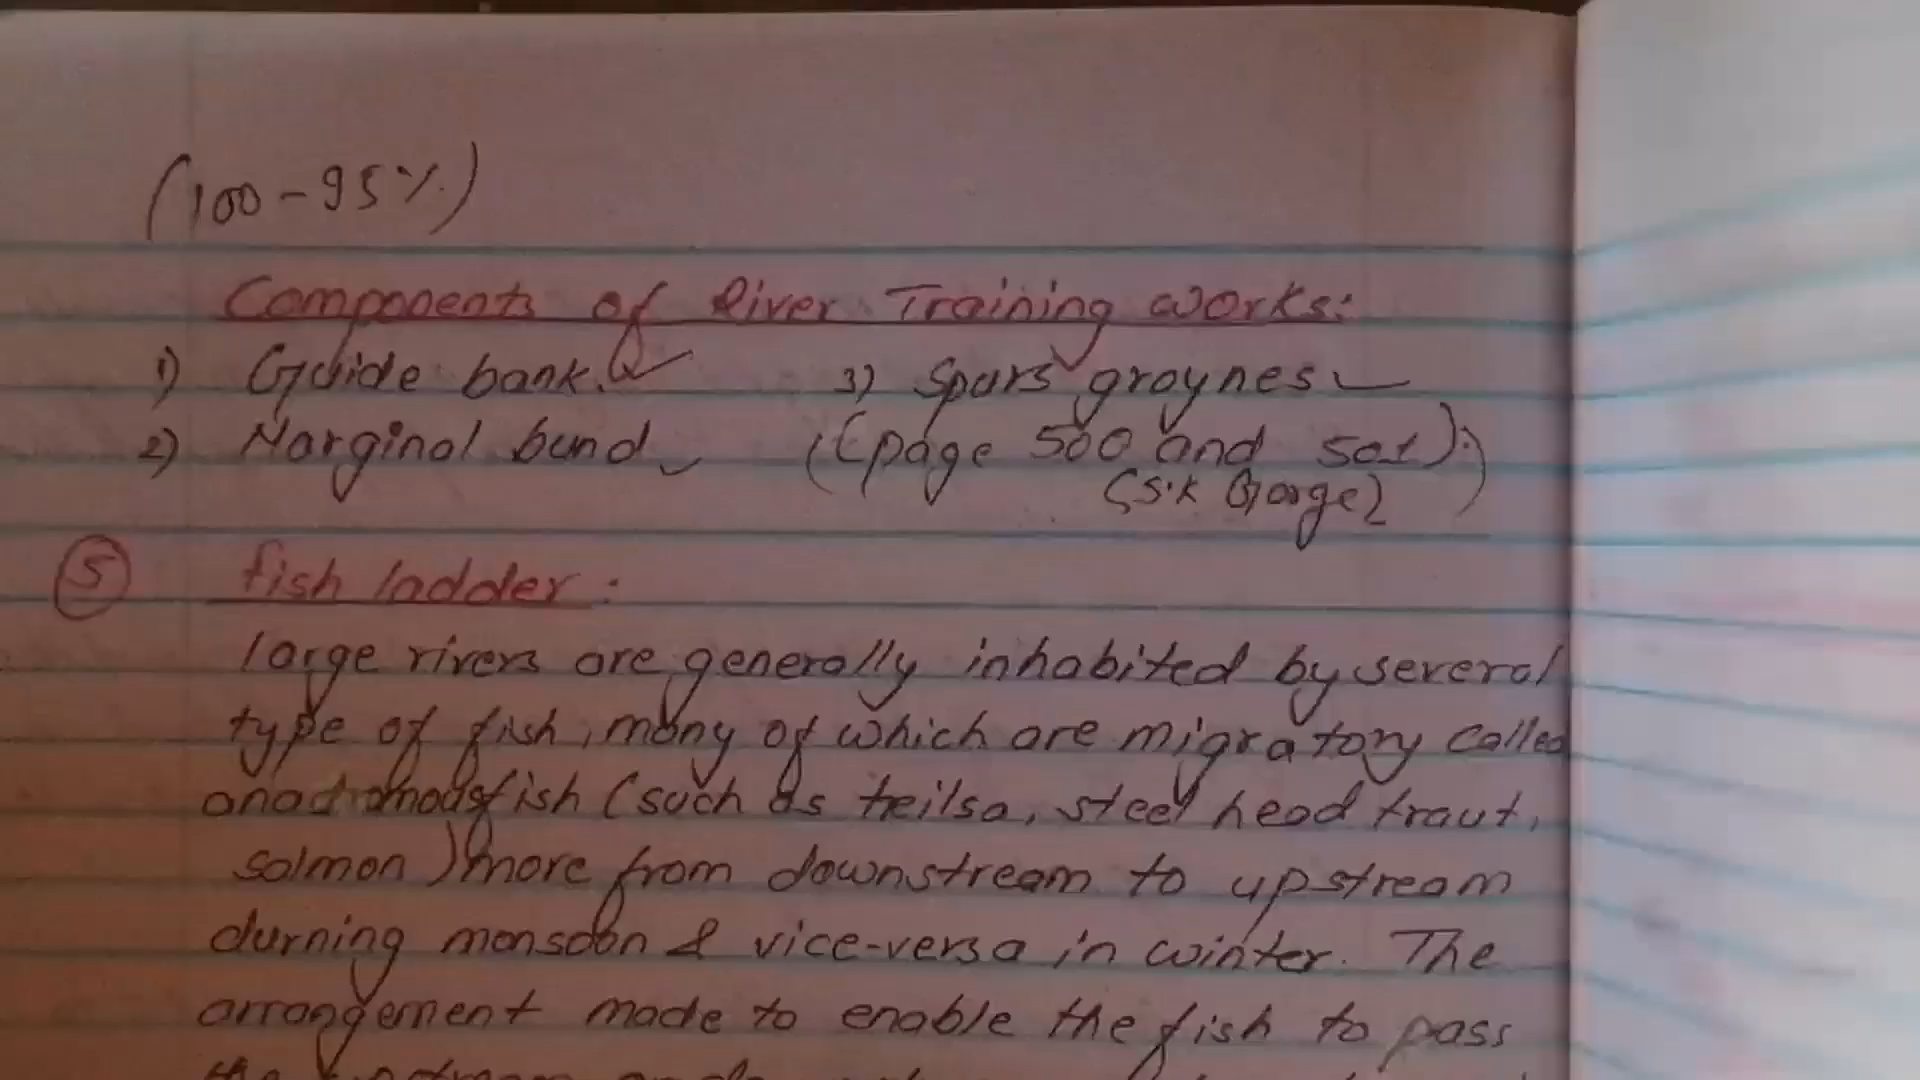 (100-95%)
Components of River Training works:
1) Guide bank. 3) Spurs groynes
2) Marginal bund ((page 500 and 501).)
(S.K Garge)
5 fish ladder:
large rivers are generally inhabited by several
type of fish, many of which are migratory called
anadromous fish (such as teilsa, steel head traut,
salmon) more from downstream to upstream
durning monsoon & vice-versa in winter. The
arrangement made to enable the fish to pass
the upstream